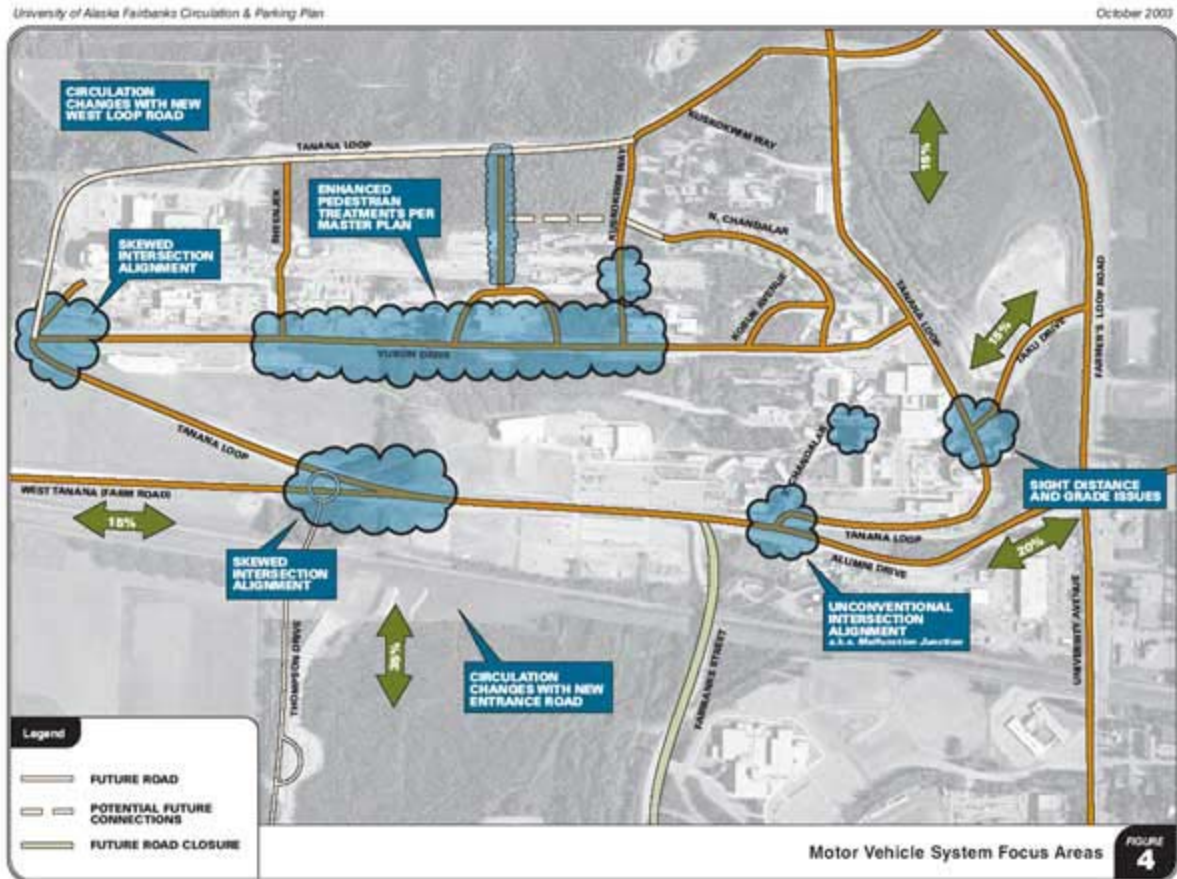 University of Alaska Fairbanks Circulation & Parking Plan
October 2003
CIRCULATION
CHANGES WITH NEW
WEST LOOP ROAD
TANANA LOOP
KUSKOKWIM WAY
15%
ENHANCED
PEDESTRIAN
TREATMENTS PER
MASTER PLAN
SHEENJEK
KUSKOKWIM WAY
N. CHANDALAR
SKEWED
INTERSECTION
ALIGNMENT
TANANA LOOP
FARMER'S LOOP ROAD
15%
TAKU DRIVE
YUKON DRIVE
TANANA LOOP
CHANDALAR
WEST TANANA (FARM ROAD)
18%
SIGHT DISTANCE
AND GRADE ISSUES
TANANA LOOP
20%
ALUMNI DRIVE
SKEWED
INTERSECTION
ALIGNMENT
UNCONVENTIONAL
INTERSECTION
ALIGNMENT
a.k.a. Malfunction Junction
THOMPSON DRIVE
CIRCULATION
CHANGES WITH NEW
ENTRANCE ROAD
FAIRBANKS STREET
UNIVERSITY AVENUE
Legend
FUTURE ROAD
POTENTIAL FUTURE
CONNECTIONS
FUTURE ROAD CLOSURE
Motor Vehicle System Focus Areas
FIGURE
4